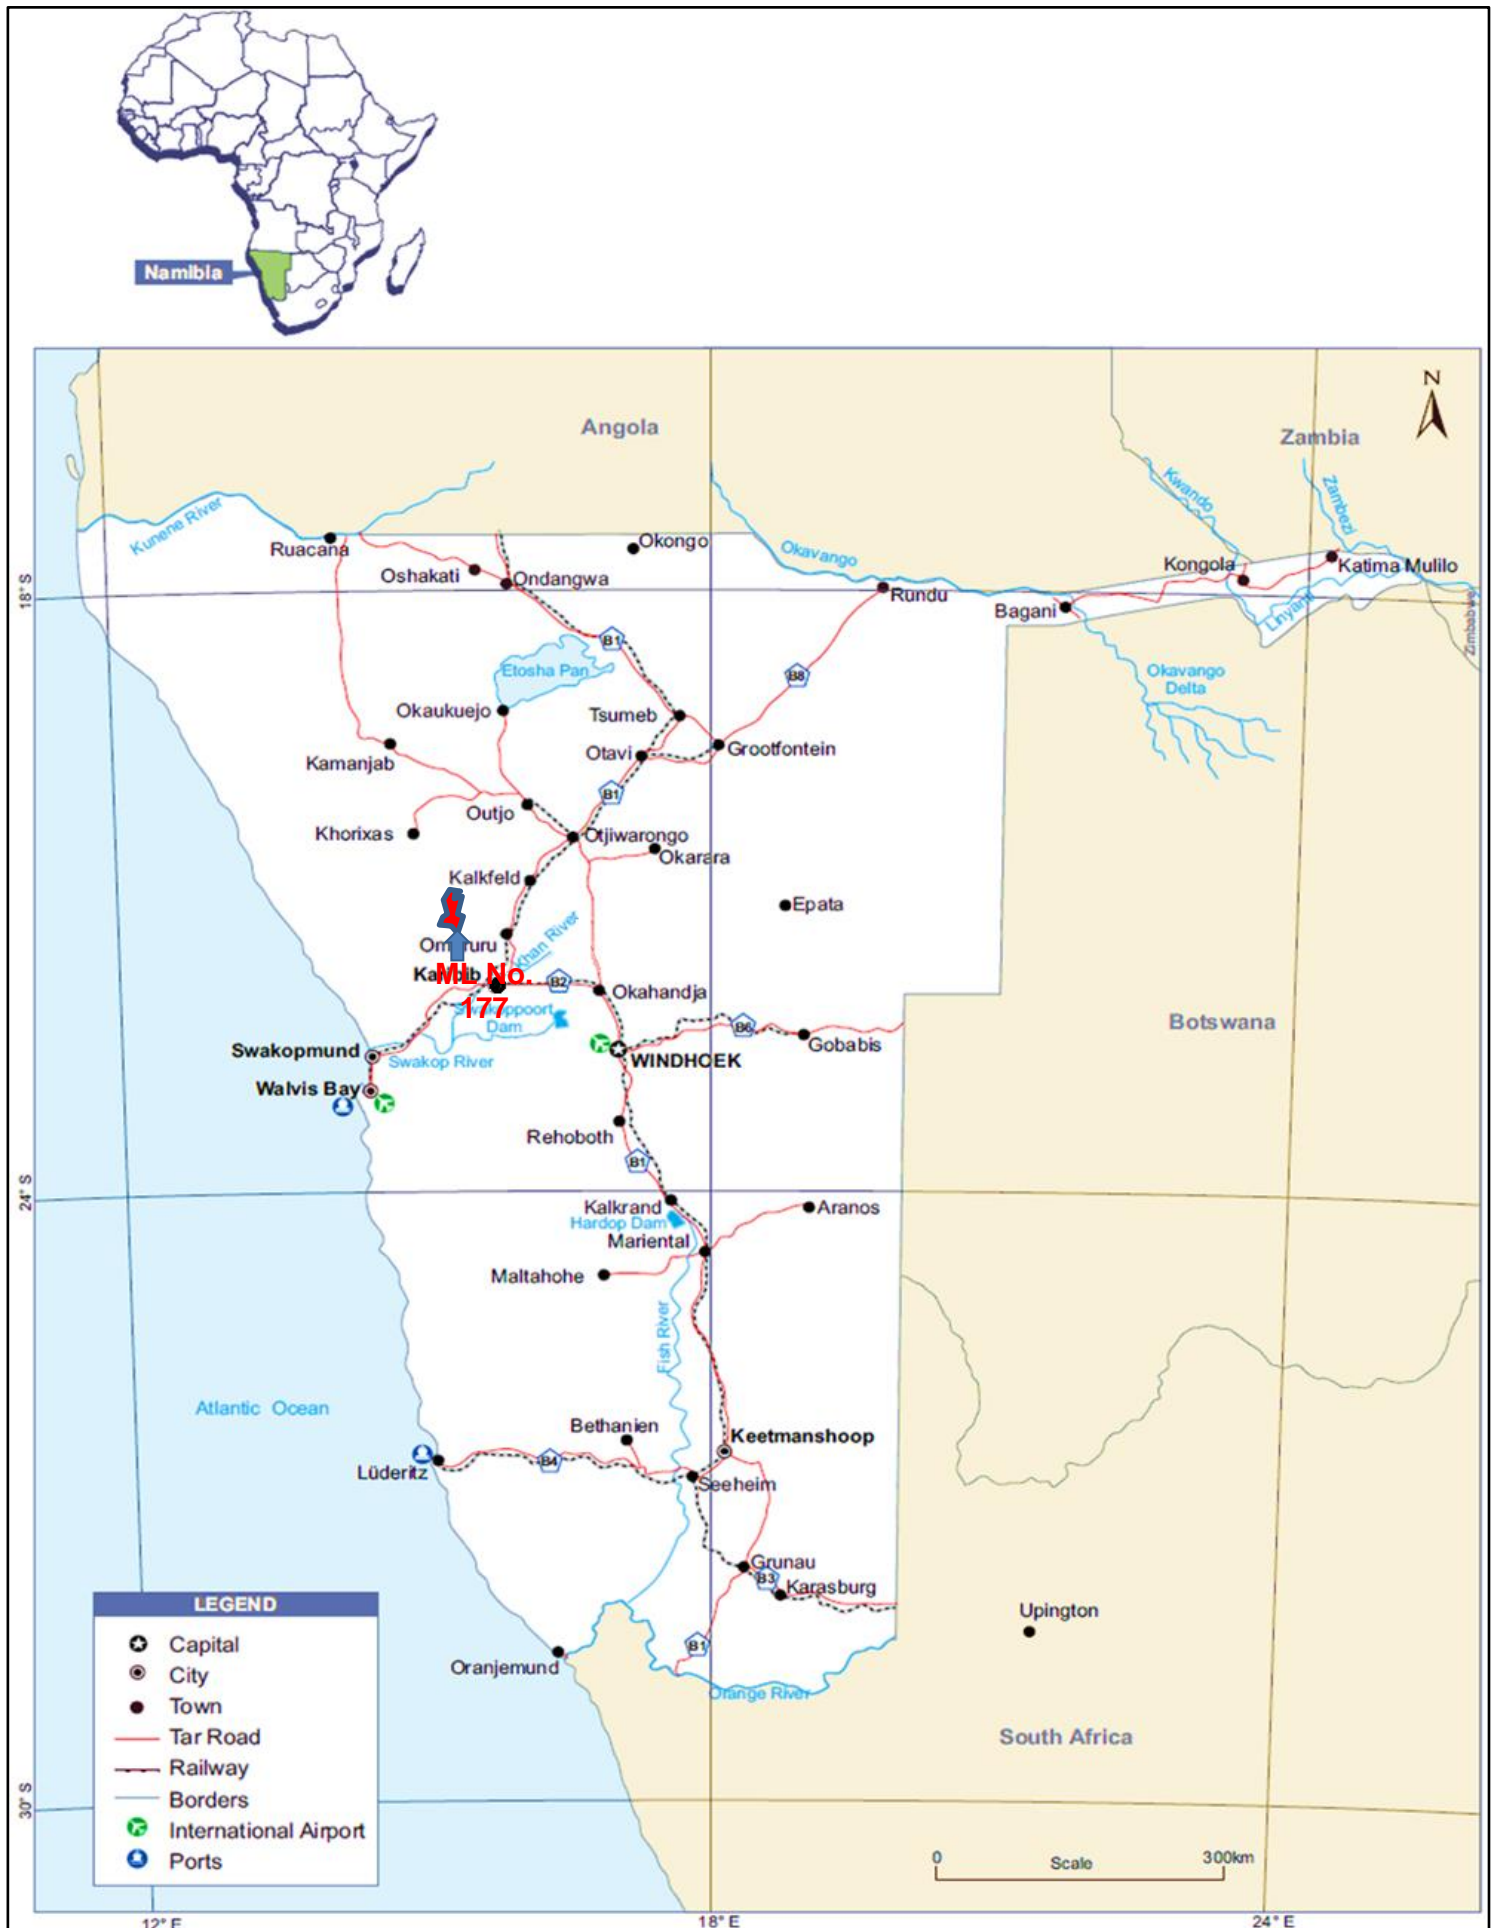 Namibia
N
Angola
Zambia
Kwando
Zambezi
Kunene River
Ruacana
Okongo
Okavango
Oshakati
Ondangwa
Kongola
Katima Mulilo
18°S
Rundu
Bagani
Linyanti
Zimbabwe
B1
Etosha Pan
B8
Okavango
Delta
Okaukuejo
Tsumeb
Kamanjab
Otavi
Grootfontein
B1
Outjo
Khorixas
Otjiwarongo
Okarara
Kalkfeld
Epata
Khan River
ML No.
177
B2
Okahandja
Swakoppoort
Dam
Botswana
B6
Gobabis
Swakopmund
Swakop River
WINDHOEK
Walvis Bay
Rehoboth
B1
24° S
Kalkrand
Aranos
Hardop Dam
Mariental
Maltahohe
Fish River
Atlantic Ocean
Bethanien
Keetmanshoop
Lüderitz
B4
Seeheim
Grunau
B3
Karasburg
LEGEND
Capital
City
Town
Tar Road
Railway
Borders
International Airport
Ports
Upington
B1
Oranjemund
Orange River
South Africa
30° S
0
Scale
300km
12° E
18° E
24° E